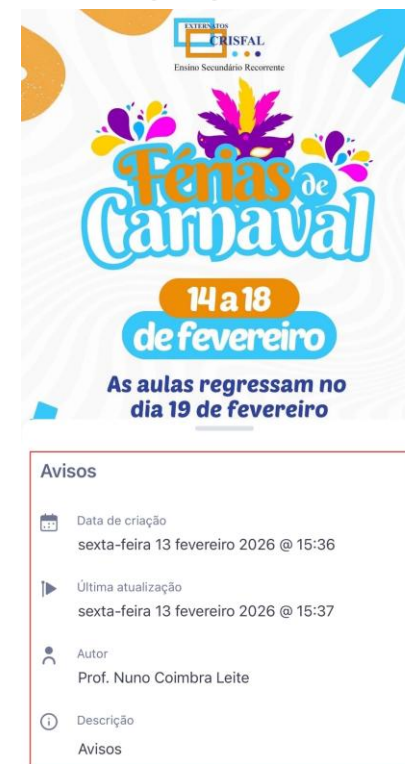 EXTERNATOS
CRISFAL
Ensino Secundário Recorrente
Férias de
Carnaval
14 a 18
de fevereiro
As aulas regressam no
dia 19 de fevereiro
Avisos
Data de criação
sexta-feira 13 fevereiro 2026 @ 15:36
Última atualização
sexta-feira 13 fevereiro 2026 @ 15:37
Autor
Prof. Nuno Coimbra Leite
Descrição
Avisos